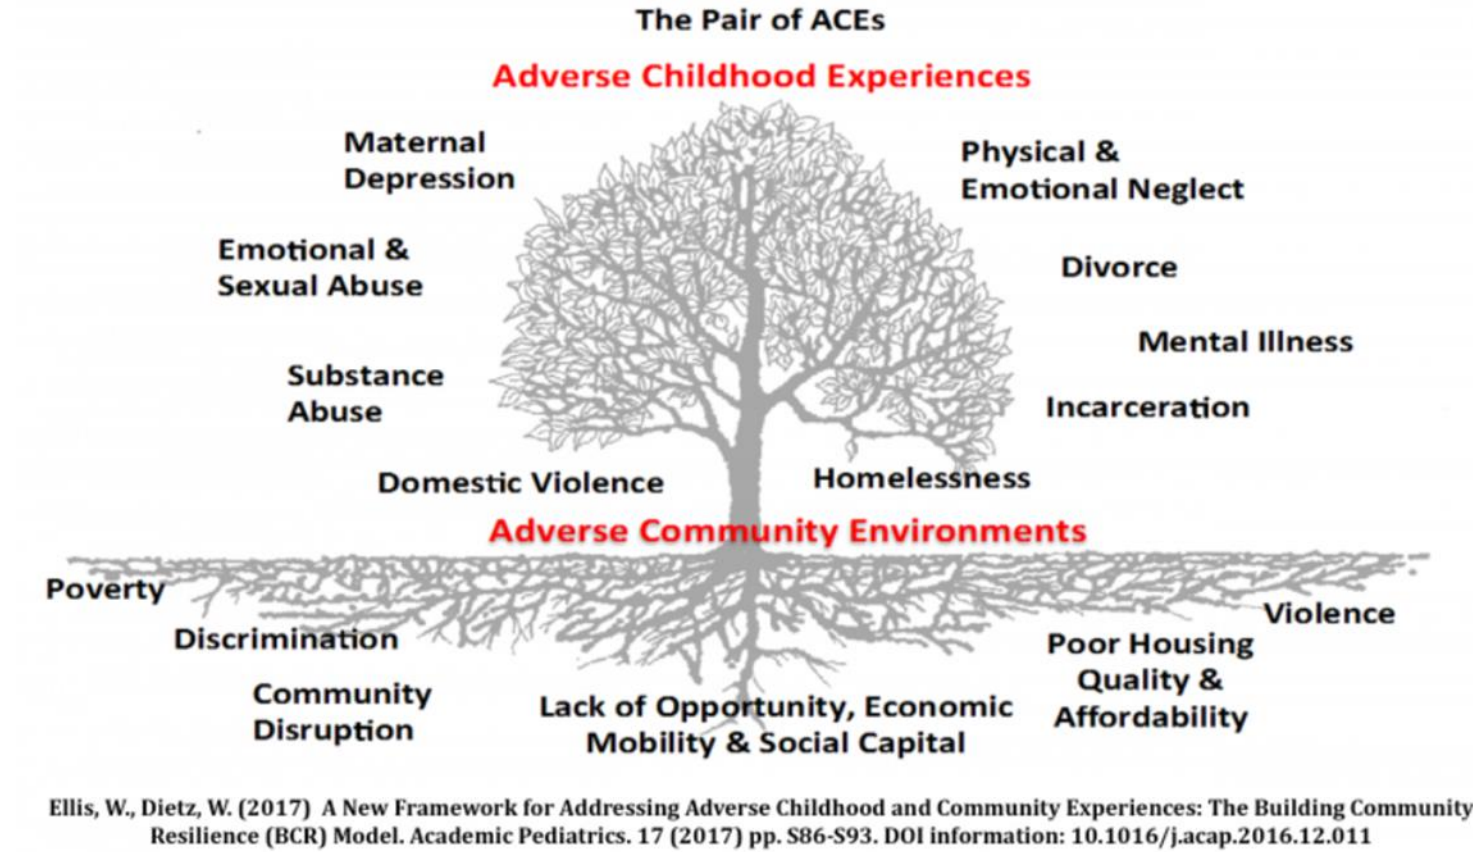 The Pair of ACEs
Adverse Childhood Experiences
Maternal
Depression
Physical &
Emotional Neglect
Emotional &
Sexual Abuse
Divorce
Mental Illness
Substance
Abuse
Incarceration
Domestic Violence
Homelessness
Adverse Community Environments
Poverty
Discrimination
Community
Disruption
Lack of Opportunity, Economic
Mobility & Social Capital
Poor Housing
Quality &
Affordability
Violence
Ellis, W., Dietz, W. (2017) A New Framework for Addressing Adverse Childhood and Community Experiences: The Building Community
Resilience (BCR) Model. Academic Pediatrics. 17 (2017) pp. S86-S93. DOI information: 10.1016/j.acap.2016.12.011